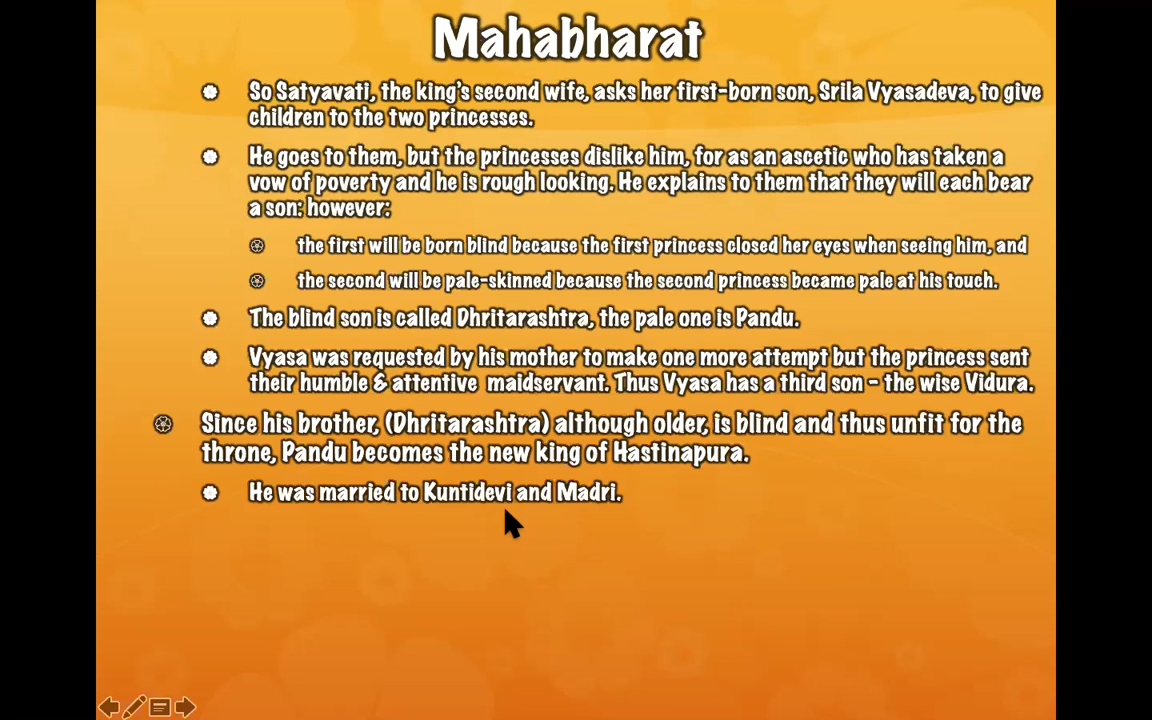 Mahabharat
So Satyavati, the king's second wife, asks her first-born son, Srila Vyasadeva, to give
children to the two princesses.
He goes to them, but the princesses dislike him, for as an ascetic who has taken a
vow of poverty and he is rough looking. He explains to them that they will each bear
a son: however:
the first will be born blind because the first princess closed her eyes when seeing him, and
the second will be pale-skinned because the second princess became pale at his touch.
The blind son is called Dhritarashtra, the pale one is Pandu.
Vyasa was requested by his mother to make one more attempt but the princess sent
their humble & attentive maidservant. Thus Vyasa has a third son - the wise Vidura.
Since his brother, (Dhritarashtra) although older, is blind and thus unfit for the
throne, Pandu becomes the new king of Hastinapura.
He was married to Kuntidevi and Madri.